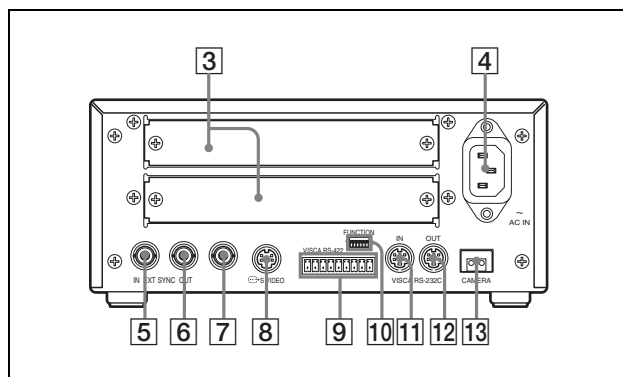 3 4
FUNCTION
IN OUT
~
AC IN
VISCA RS-422
IN EXT SYNC OUT
S VIDEO
VISCA RS-232C
CAMERA
5 6 7 8 9 10 11 12 13